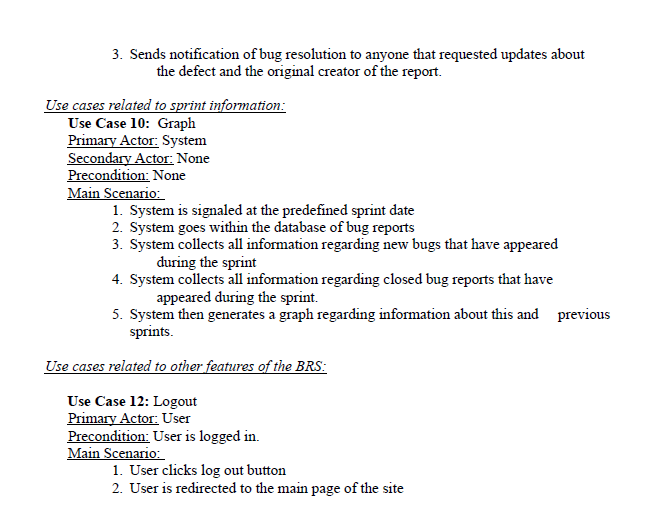 3. Sends notification of bug resolution to anyone that requested updates about
the defect and the original creator of the report.
Use cases related to sprint information:
Use Case 10: Graph
Primary Actor: System
Secondary Actor: None
Precondition: None
Main Scenario:
1. System is signaled at the predefined sprint date
2. System goes within the database of bug reports
3. System collects all information regarding new bugs that have appeared
during the sprint
4. System collects all information regarding closed bug reports that have
appeared during the sprint.
5. System then generates a graph regarding information about this and previous
sprints.
Use cases related to other features of the BRS:
Use Case 12: Logout
Primary Actor: User
Precondition: User is logged in.
Main Scenario:
1. User clicks log out button
2. User is redirected to the main page of the site